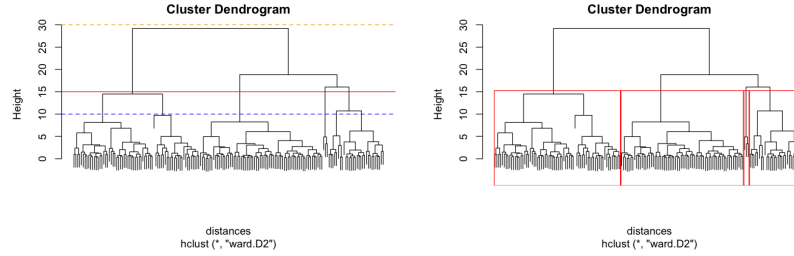 Cluster Dendrogram
Height
30
25
20
15
10
5
0
distances
hclust (*, "ward.D2")
Cluster Dendrogram
Height
30
25
20
15
10
5
0
distances
hclust (*, "ward.D2")